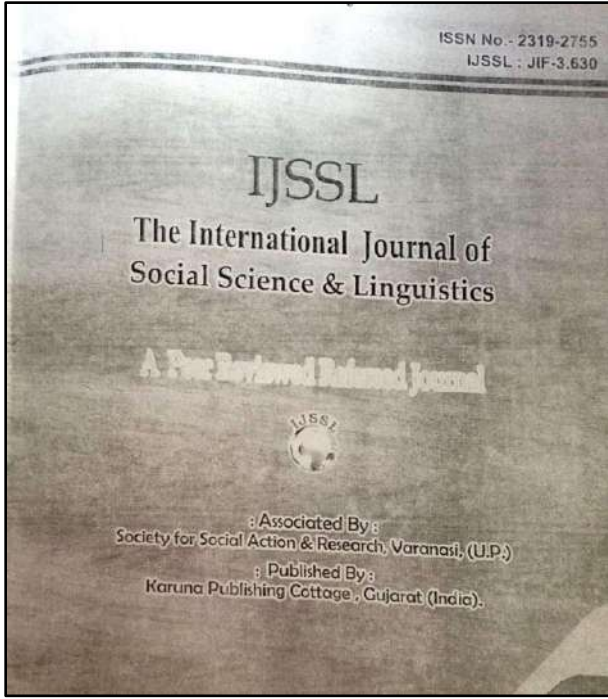 ISSN No.- 2319-2755
IJSSL : JIF-3.630
IJSSL
The International Journal of
Social Science & Linguistics
A Peer Reviewed Refereed Journal
IJSSL
: Associated By :
Society for Social Action & Research, Varanasi, (U.P.)
: Published By :
Karuna Publishing Cottage , Gujarat (India).